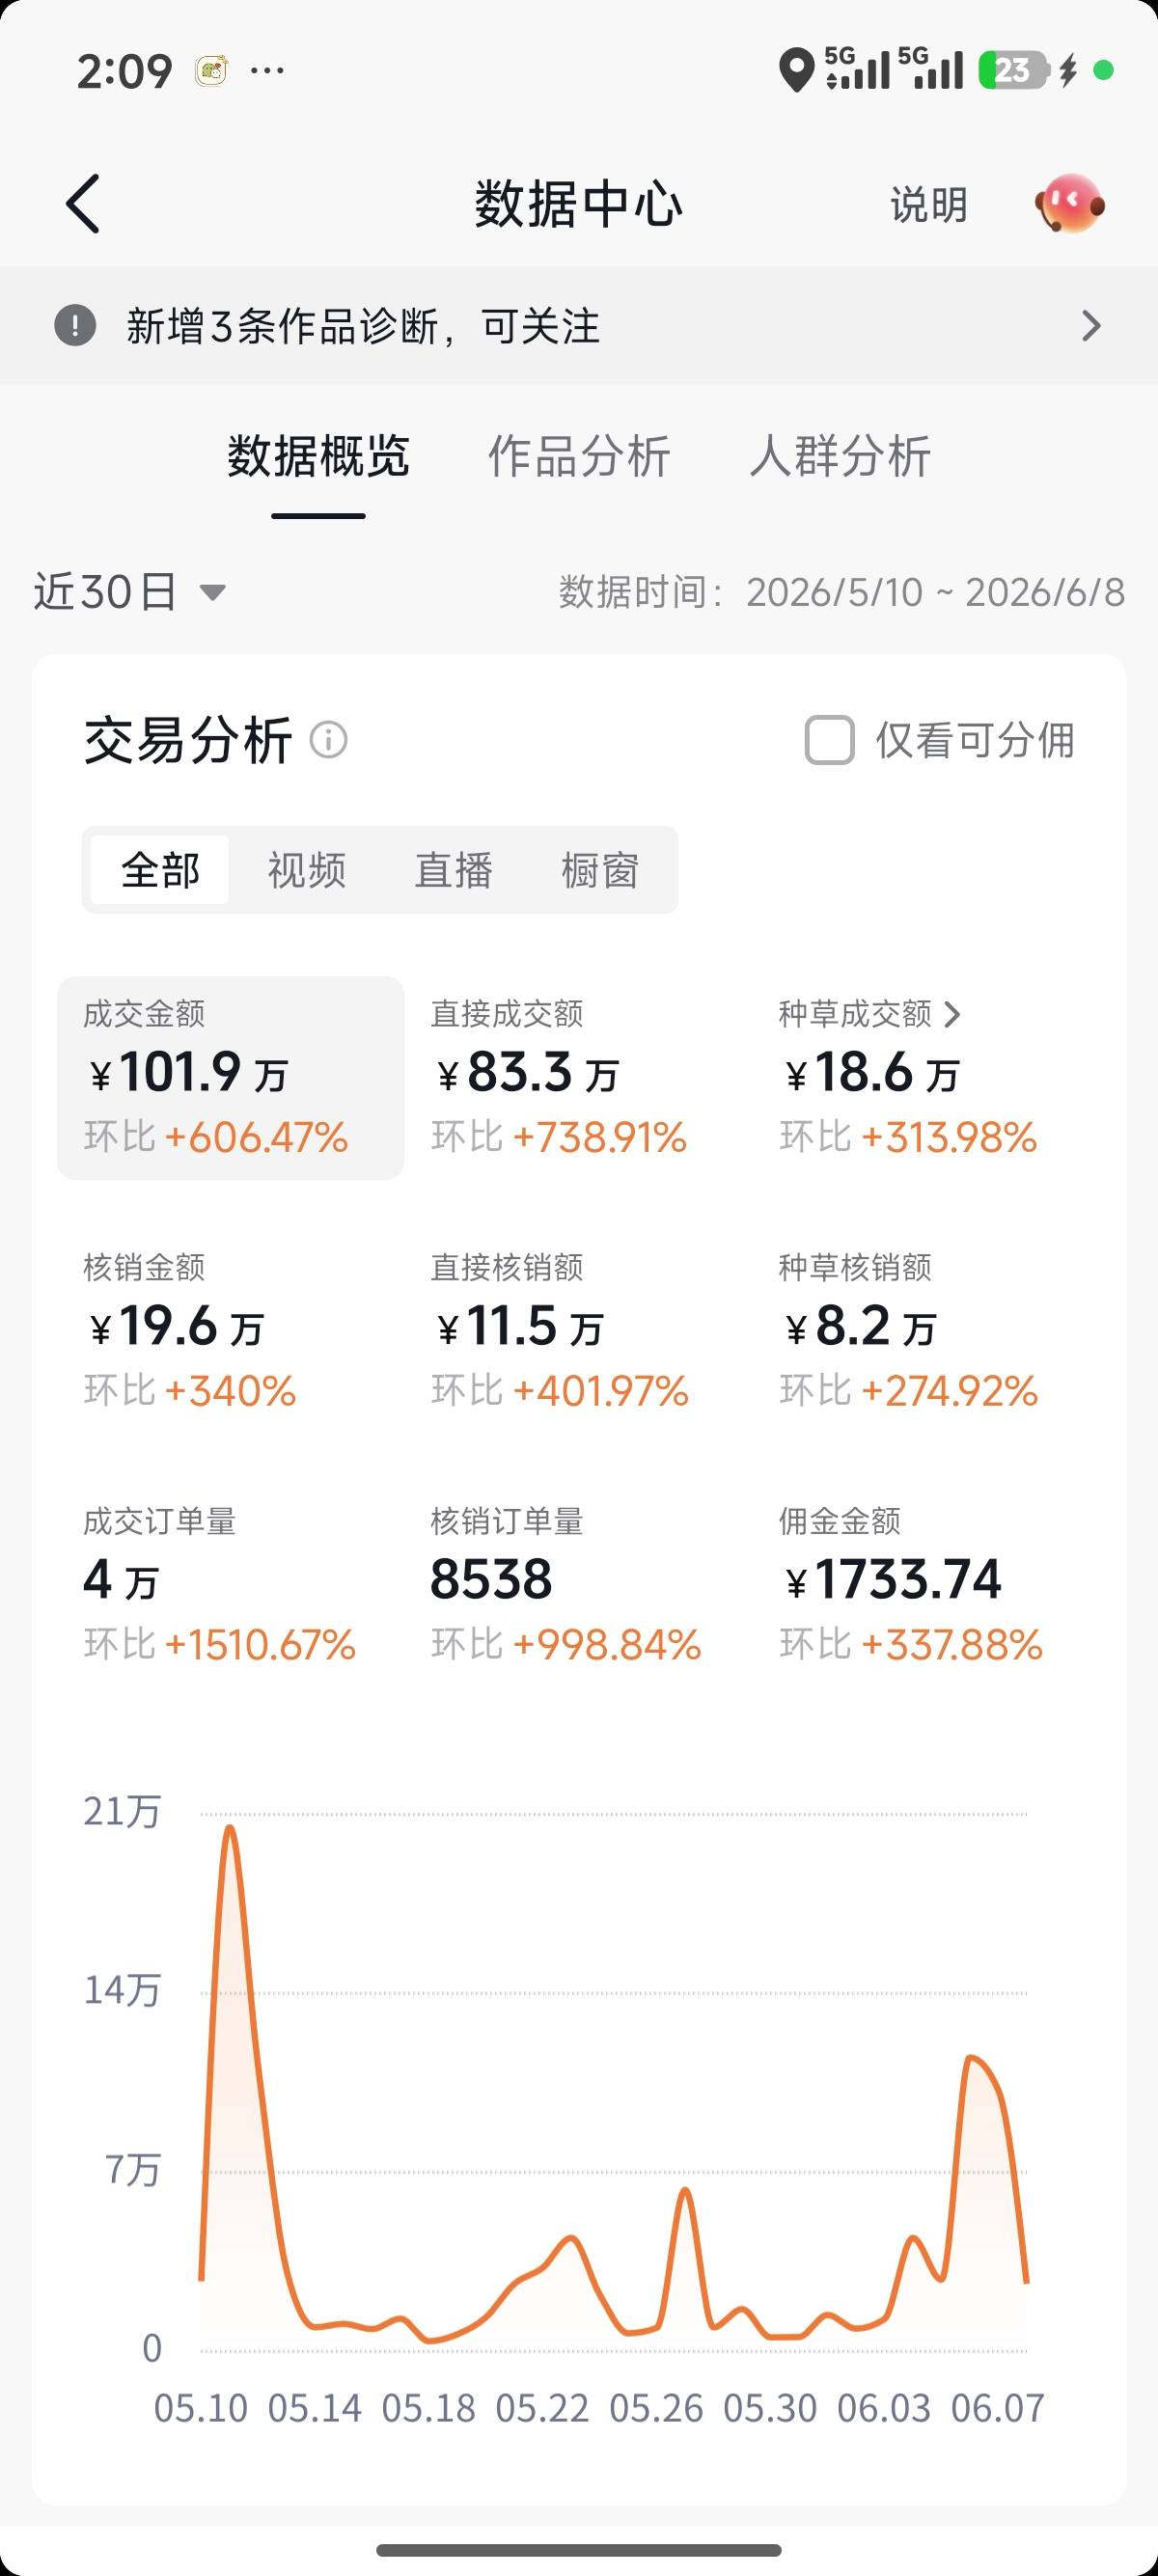 2:09 ... 5G 5G 23
数据中心 说明
新增3条作品诊断，可关注
数据概览 作品分析 人群分析
近30日 数据时间：2026/5/10 ~ 2026/6/8
交易分析 仅看可分佣
全部 视频 直播 橱窗
成交金额 直接成交额 种草成交额
¥101.9 万 ¥83.3 万 ¥18.6 万
环比 +606.47% 环比 +738.91% 环比 +313.98%
核销金额 直接核销额 种草核销额
¥19.6 万 ¥11.5 万 ¥8.2 万
环比 +340% 环比 +401.97% 环比 +274.92%
成交订单量 核销订单量 佣金金额
4 万 8538 ¥1733.74
环比 +1510.67% 环比 +998.84% 环比 +337.88%
21万
14万
7万
0
05.10 05.14 05.18 05.22 05.26 05.30 06.03 06.07